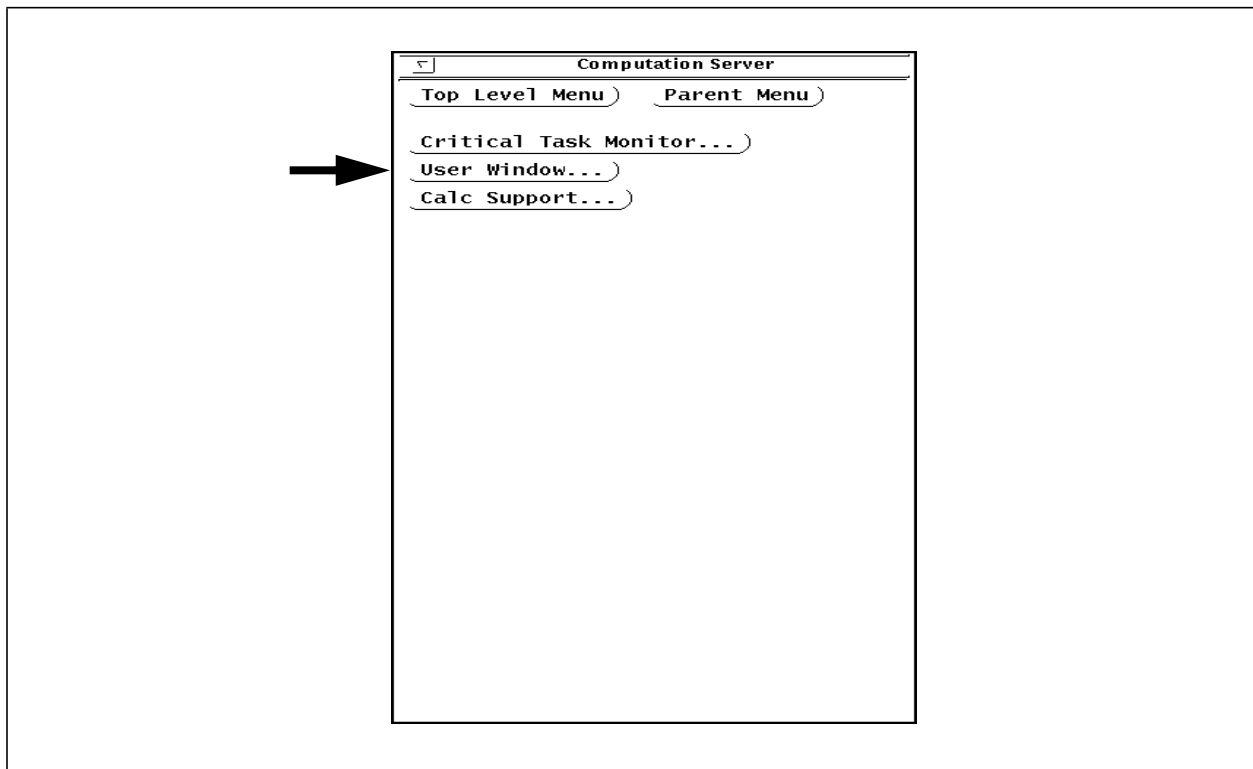 Computation Server
Top Level Menu Parent Menu
Critical Task Monitor...
User Window...
Calc Support...